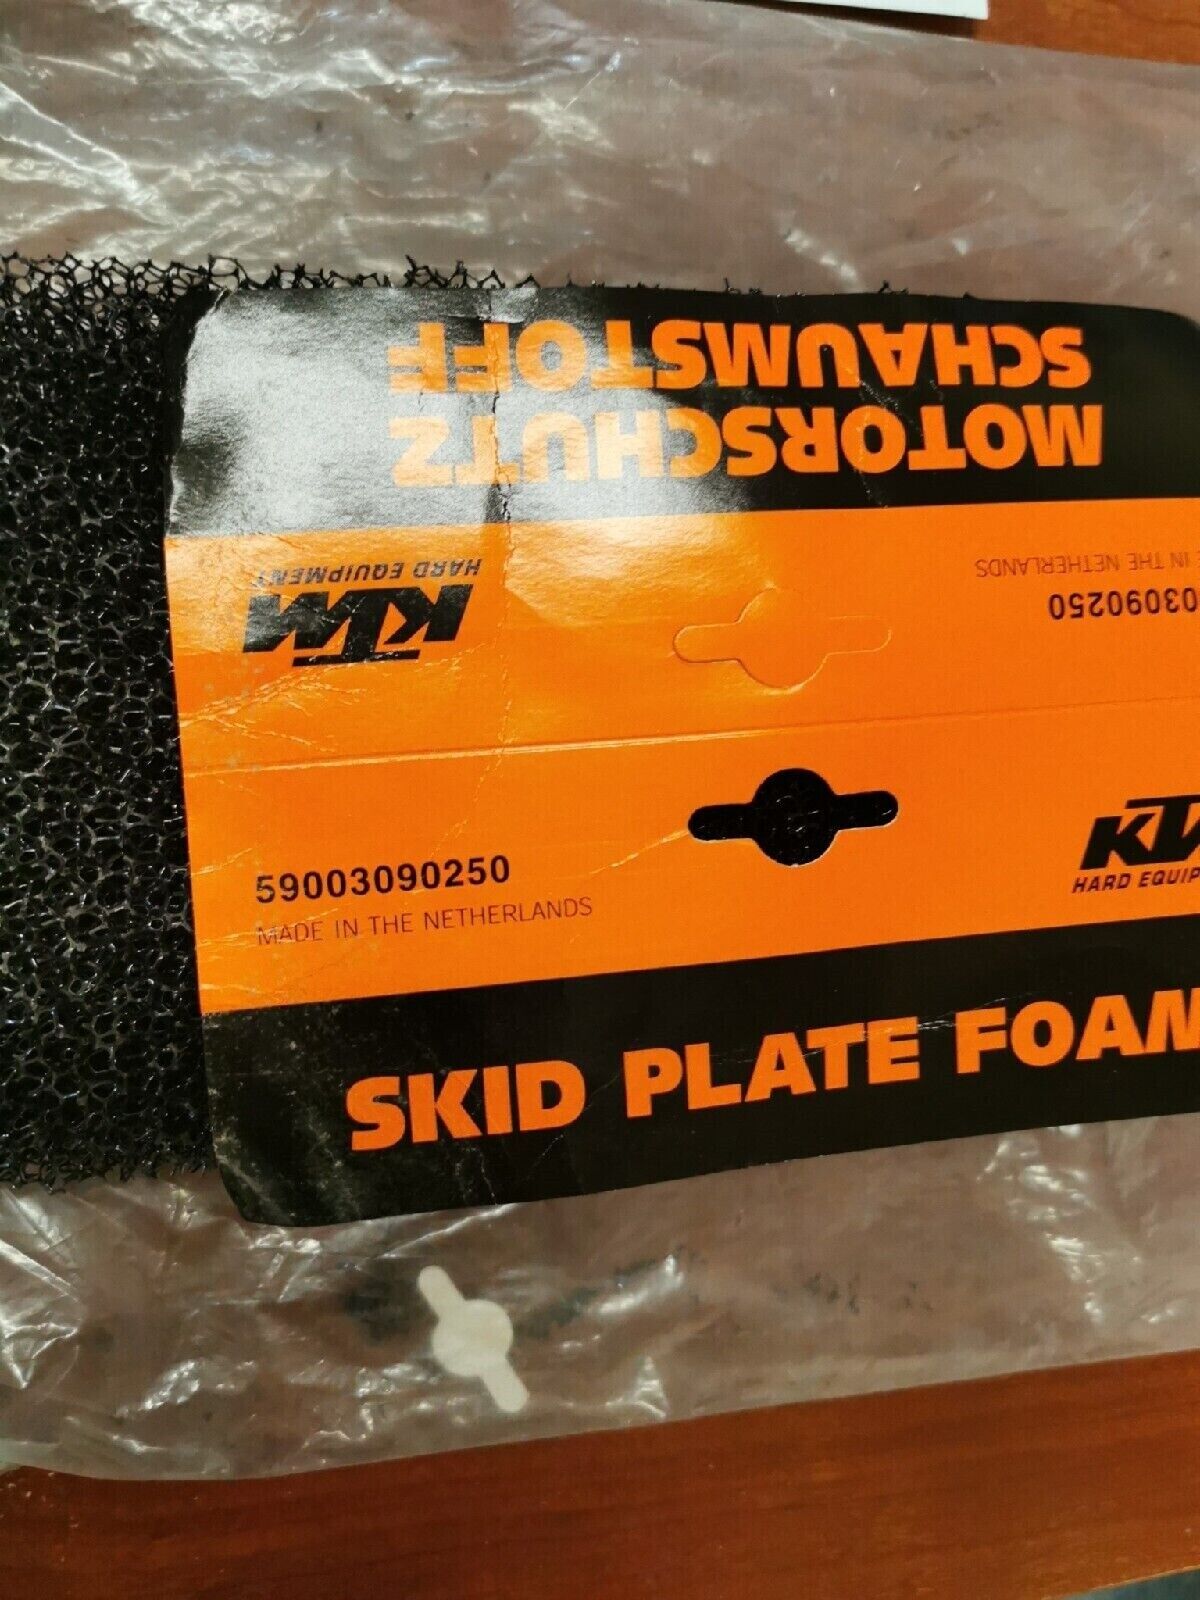 MOTORSCHUTZ
SCHAUMSTOFF
KTM
HARD EQUIPMENT
03090250
IN THE NETHERLANDS
59003090250
MADE IN THE NETHERLANDS
KTM
HARD EQUIP
SKID PLATE FOAM